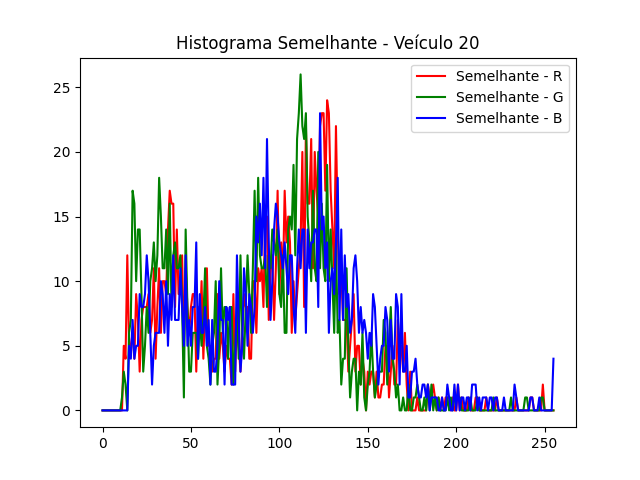 Histograma Semelhante - Veículo 20
Semelhante - R
Semelhante - G
Semelhante - B
25
20
15
10
5
0
0 50 100 150 200 250